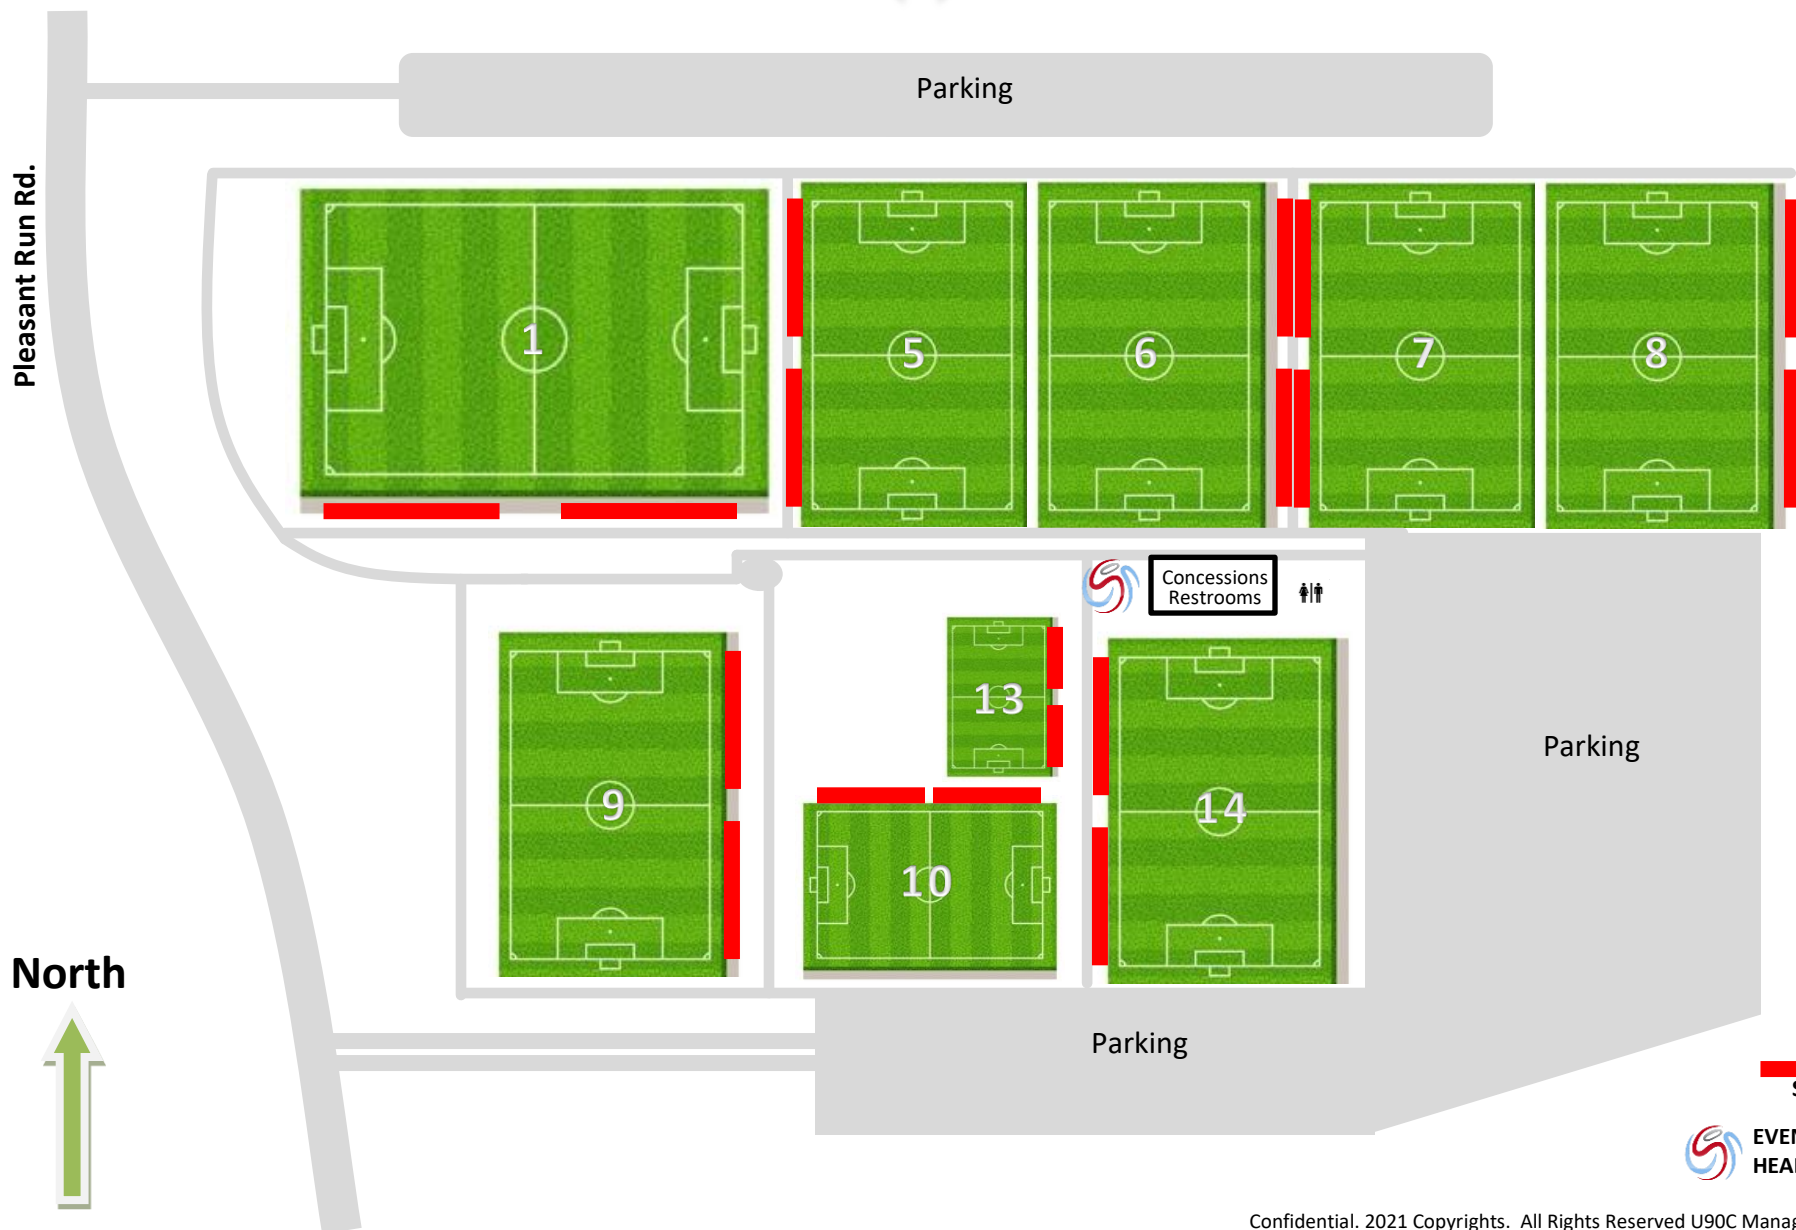 Parking
Pleasant Run Rd.
1
5
6
7
8
Concessions
Restrooms
13
9
14
10
Parking
North
Parking
Confidential. 2021 Copyrights. All Rights Reserved U90C